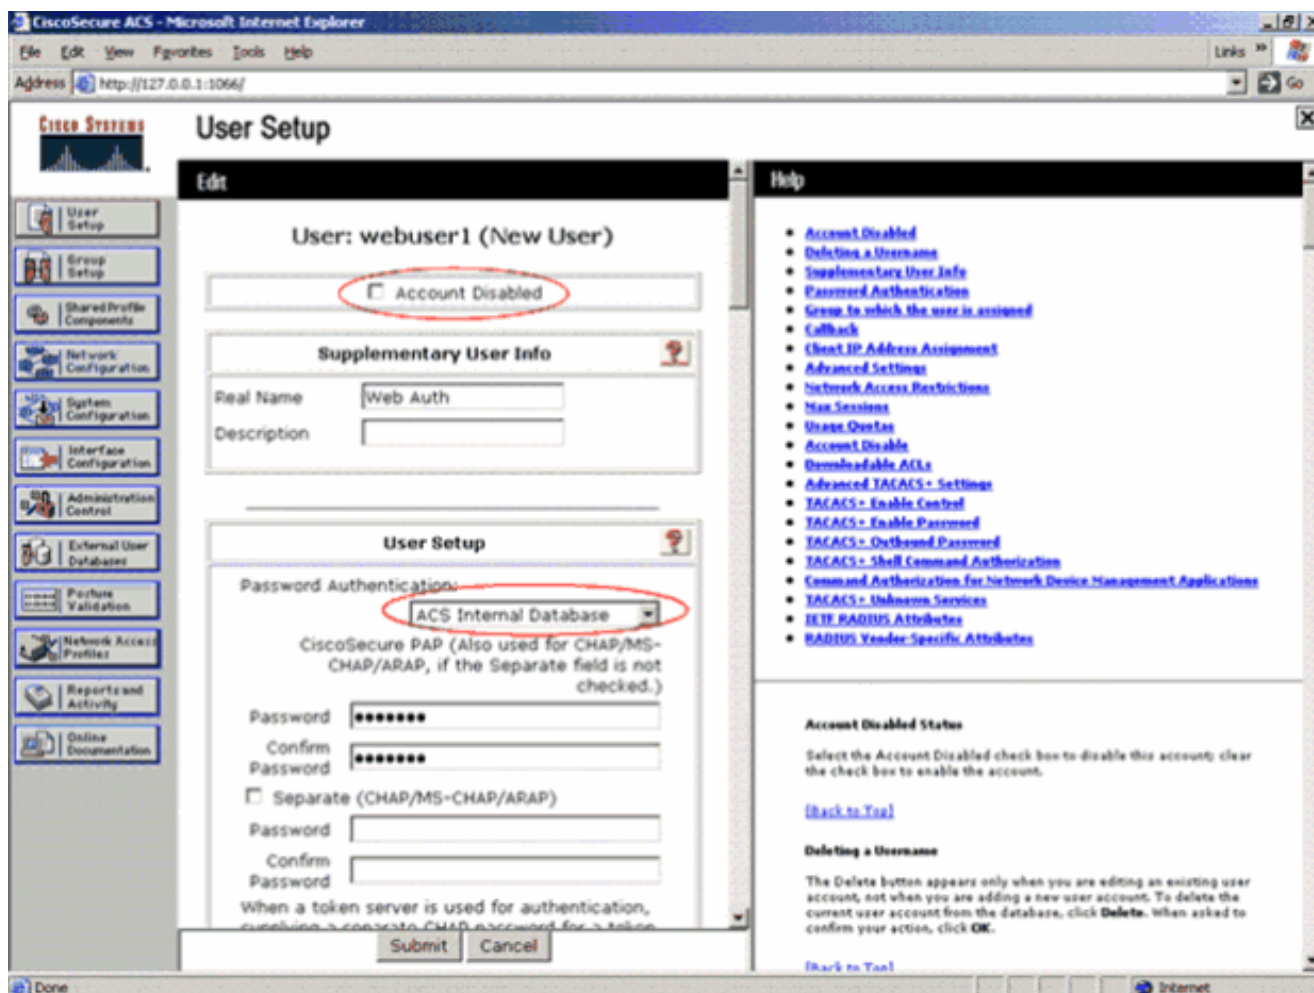 CiscoSecure ACS - Microsoft Internet Explorer
File Edit View Favorites Tools Help
Links »
Address http://127.0.0.1:1066/
Go
CISCO SYSTEMS
User Setup
User Setup
Group Setup
Shared Profile Components
Network Configuration
System Configuration
Interface Configuration
Administration Control
External User Databases
Posture Validation
Network Access Profiles
Reports and Activity
Online Documentation
Edit
User: webuser1 (New User)
Account Disabled
Supplementary User Info
Real Name Web Auth
Description
User Setup
Password Authentication:
ACS Internal Database
CiscoSecure PAP (Also used for CHAP/MS-
CHAP/ARAP, if the Separate field is not
checked.)
Password •••••••
Confirm
Password •••••••
Separate (CHAP/MS-CHAP/ARAP)
Password
Confirm
Password
When a token server is used for authentication,
supplying a separate CHAP password for a token
Submit Cancel
Help
Account Disabled
Deleting a Username
Supplementary User Info
Password Authentication
Group to which the user is assigned
Callback
Client IP Address Assignment
Advanced Settings
Network Access Restrictions
Max Sessions
Usage Quotas
Account Disable
Downloadable ACLs
Advanced TACACS+ Settings
TACACS+ Enable Control
TACACS+ Enable Password
TACACS+ Outbound Password
TACACS+ Shell Command Authorization
Command Authorization for Network Device Management Applications
TACACS+ Unknown Services
IETF RADIUS Attributes
RADIUS Vendor-Specific Attributes
Account Disabled Status
Select the Account Disabled check box to disable this account; clear
the check box to enable the account.
[Back to Top]
Deleting a Username
The Delete button appears only when you are editing an existing user
account, not when you are adding a new user account. To delete the
current user account from the database, click Delete. When asked to
confirm your action, click OK.
[Back to Top]
Done
Internet